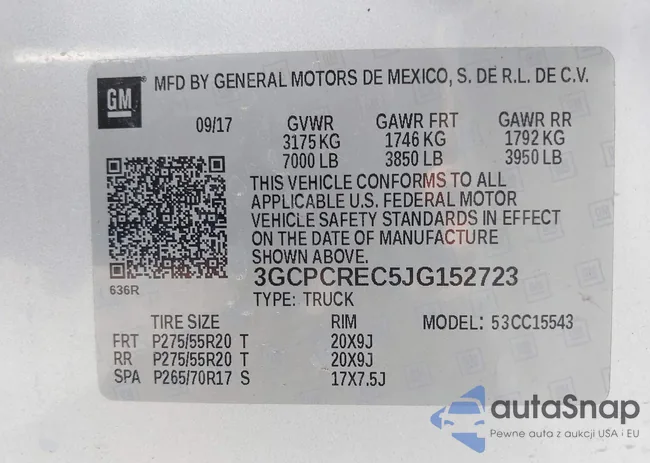 GM
MFD BY GENERAL MOTORS DE MEXICO, S. DE R.L. DE C.V.
09/17 GVWR GAWR FRT GAWR RR
3175 KG 1746 KG 1792 KG
7000 LB 3850 LB 3950 LB
THIS VEHICLE CONFORMS TO ALL
APPLICABLE U.S. FEDERAL MOTOR
VEHICLE SAFETY STANDARDS IN EFFECT
ON THE DATE OF MANUFACTURE
SHOWN ABOVE.
3GCPCREC5JG152723
636R
TYPE: TRUCK
TIRE SIZE RIM MODEL: 53CC15543
FRT P275/55R20 T 20X9J
RR P275/55R20 T 20X9J
SPA P265/70R17 S 17X7.5J
autaSnap
Pewne auta z aukcji USA i EU